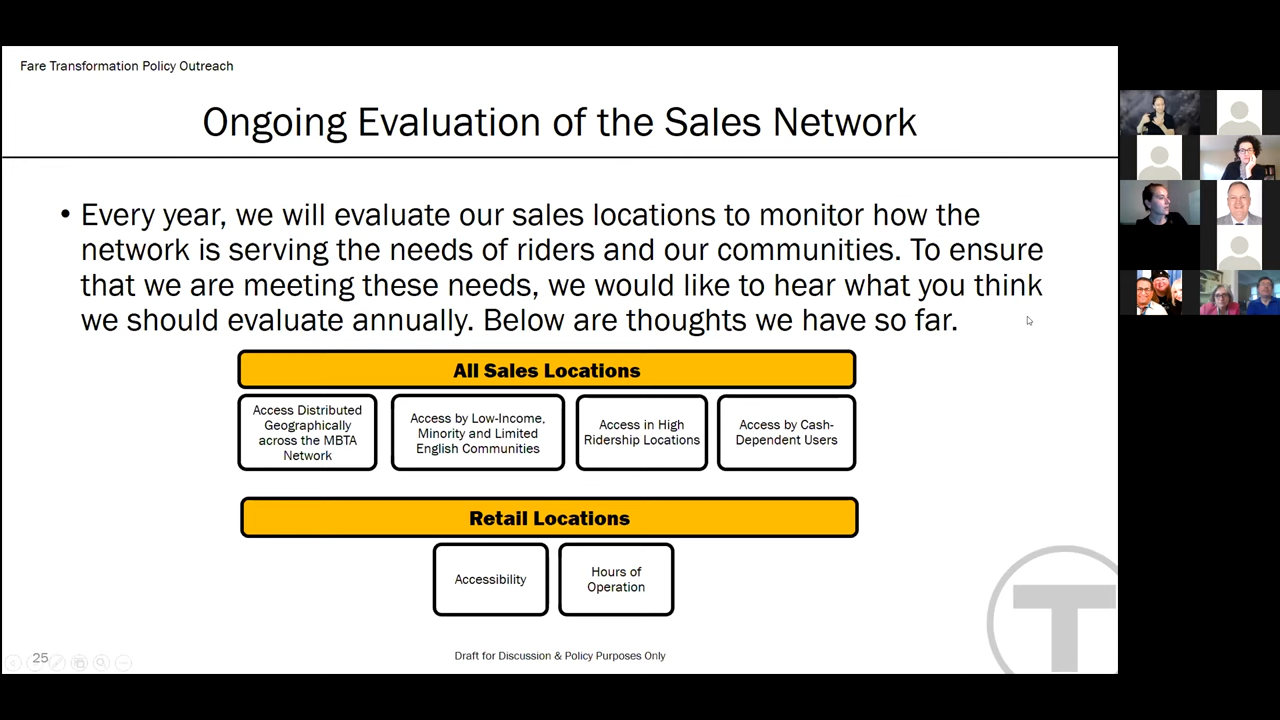 Fare Transformation Policy Outreach
Ongoing Evaluation of the Sales Network
• Every year, we will evaluate our sales locations to monitor how the
network is serving the needs of riders and our communities. To ensure
that we are meeting these needs, we would like to hear what you think
we should evaluate annually. Below are thoughts we have so far.
All Sales Locations
Access Distributed
Geographically
across the MBTA
Network
Access by Low-Income,
Minority and Limited
English Communities
Access in High
Ridership Locations
Access by Cash-
Dependent Users
Retail Locations
Accessibility
Hours of
Operation
T
25
Draft for Discussion & Policy Purposes Only